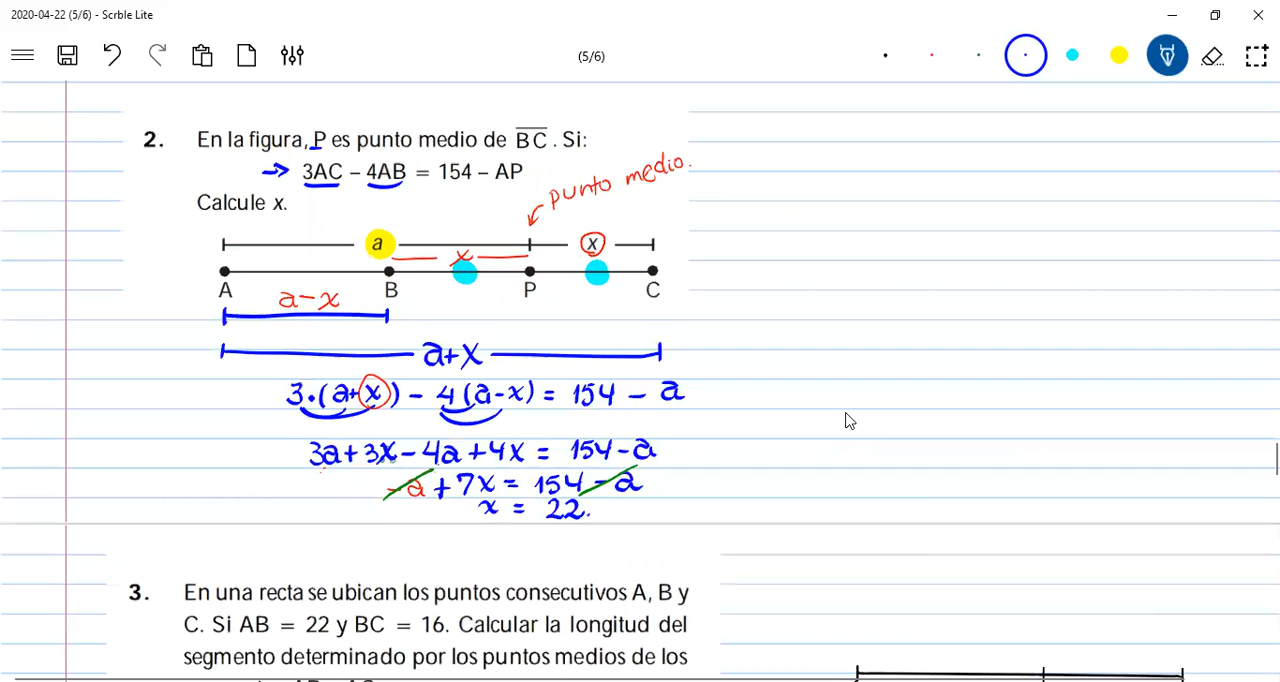 2020-04-22 (5/6) - Scrble Lite
(5/6)
2. En la figura, P es punto medio de BC. Si:
→ 3AC – 4AB = 154 – AP
punto medio.
Calcule x.
a
x
x
A B P C
a-x
a+x
3·(a+x) - 4(a-x) = 154 - a
3a+3x-4a+4x = 154-a
-a+7x = 154-a
x = 22.
3. En una recta se ubican los puntos consecutivos A, B y
C. Si AB = 22 y BC = 16. Calcular la longitud del
segmento determinado por los puntos medios de los